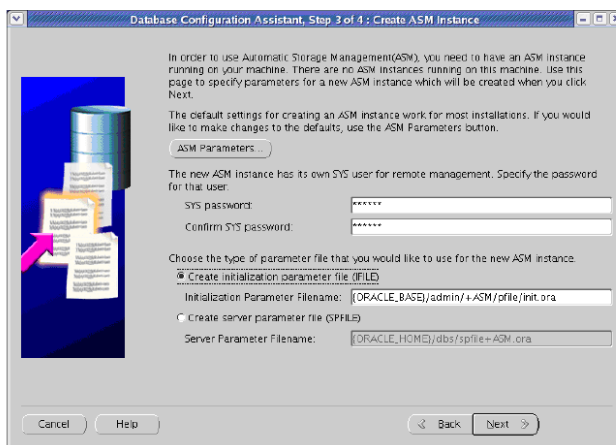 Database Configuration Assistant, Step 3 of 4 : Create ASM Instance
In order to use Automatic Storage Management(ASM), you need to have an ASM instance
running on your machine. There are no ASM instances running on this machine. Use this
page to specify parameters for a new ASM instance which will be created when you click
Next.
The default settings for creating an ASM instance work for most installations. If you would
like to make changes to the defaults, use the ASM Parameters button.
ASM Parameters...
The new ASM instance has its own SYS user for remote management. Specify the password
for that user.
SYS password: ******
Confirm SYS password: ******
Choose the type of parameter file that you would like to use for the new ASM instance.
Create initialization parameter file (IFILE)
Initialization Parameter Filename: {ORACLE_BASE}/admin/+ASM/pfile/init.ora
Create server parameter file (SPFILE)
Server Parameter Filename: {ORACLE_HOME}/dbs/spfile+ASM.ora
Cancel Help Back Next